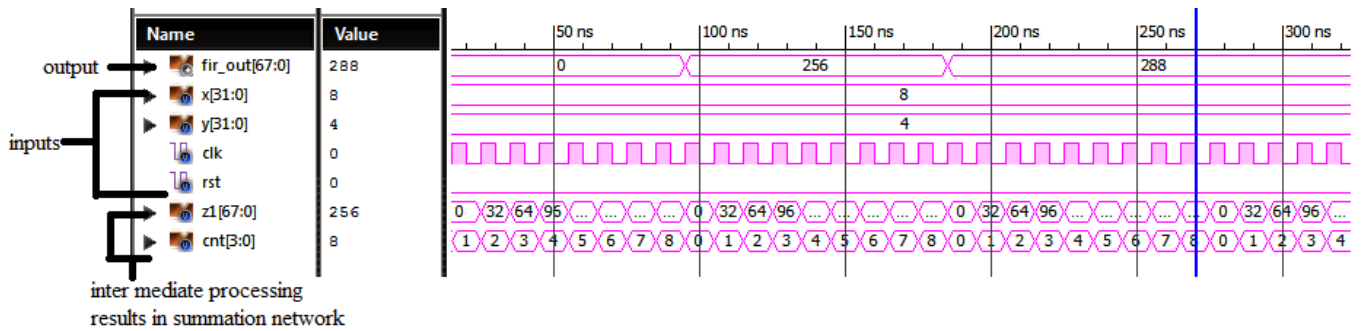 Name Value 50 ns 100 ns 150 ns 200 ns 250 ns 300 ns
output fir_out[67:0] 288 0 256 288
x[31:0] 8 8
y[31:0] 4 4
inputs
clk 0
rst 0
z1[67:0] 256 0 32 64 96 ... ... ... ... 0 32 64 96 ... ... ... ... ... 0 32 64 96 ... ... ... ... ... 0 32 64 96 ...
cnt[3:0] 8 1 2 3 4 5 6 7 8 0 1 2 3 4 5 6 7 8 0 1 2 3 4 5 6 7 8 0 1 2 3 4
inter mediate processing
results in summation network